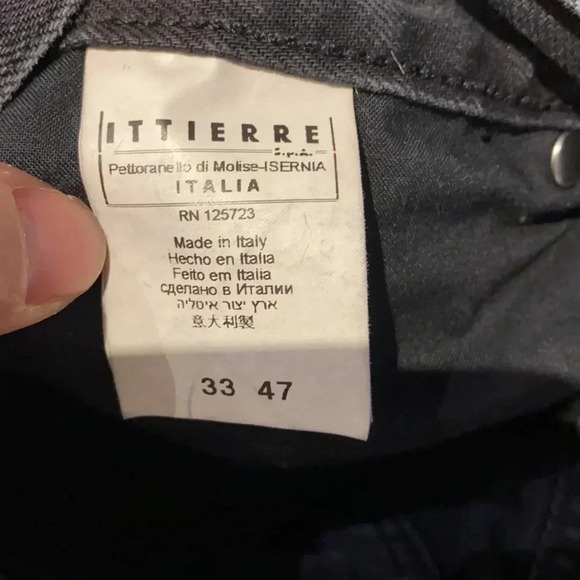 ITTIERRE
s.p.a.
Pettoranello di Molise-ISERNIA
ITALIA
RN 125723
Made in Italy
Hecho en Italia
Feito em Italia
сделано в Италии
ארץ יצור איטליה
意大利製
33 47